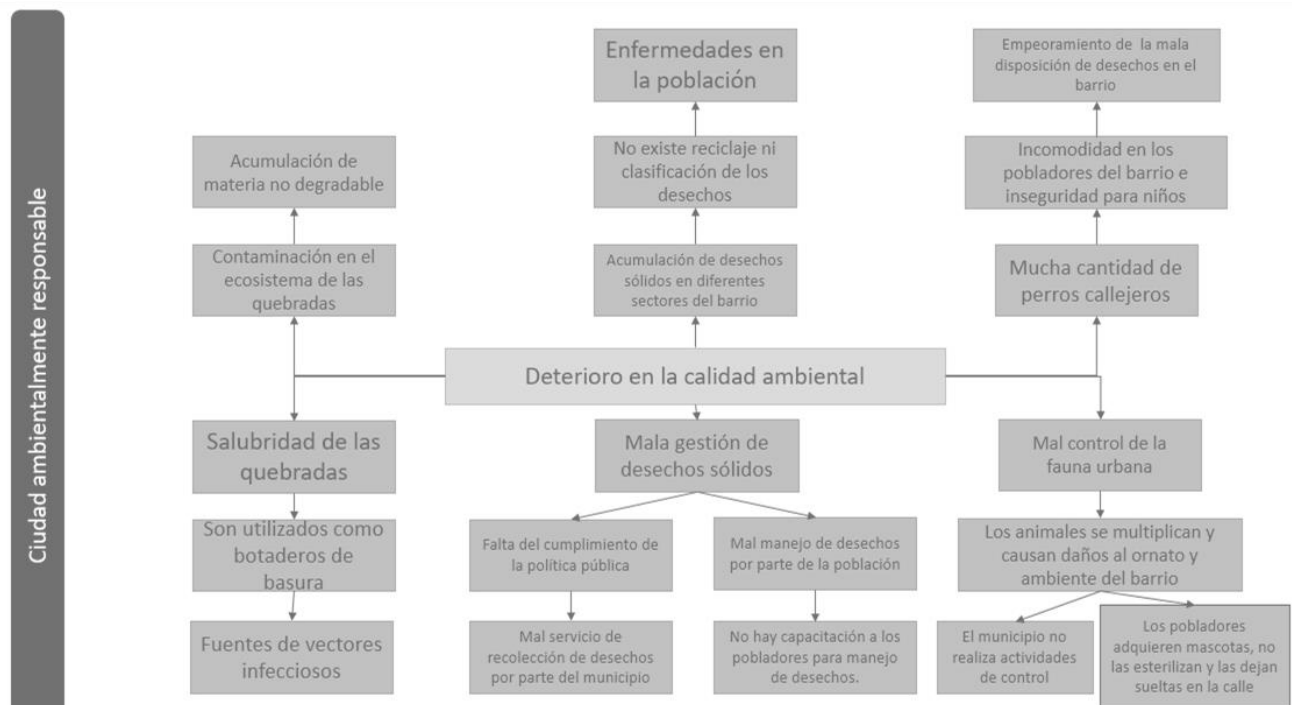 Ciudad ambientalmente responsable
Enfermedades en
la población
Empeoramiento de la mala
disposición de desechos en el
barrio
Acumulación de
materia no degradable
No existe reciclaje ni
clasificación de los
desechos
Incomodidad en los
pobladores del barrio e
inseguridad para niños
Contaminación en el
ecosistema de las
quebradas
Acumulación de desechos
sólidos en diferentes
sectores del barrio
Mucha cantidad de
perros callejeros
Deterioro en la calidad ambiental
Salubridad de las
quebradas
Mala gestión de
desechos sólidos
Mal control de la
fauna urbana
Son utilizados como
botaderos de
basura
Falta del cumplimiento de
la política pública
Mal manejo de desechos
por parte de la población
Los animales se multiplican y
causan daños al ornato y
ambiente del barrio
Fuentes de vectores
infecciosos
Mal servicio de
recolección de desechos
por parte del municipio
No hay capacitación a los
pobladores para manejo
de desechos.
El municipio no
realiza actividades
de control
Los pobladores
adquieren mascotas, no
las esterilizan y las dejan
sueltas en la calle